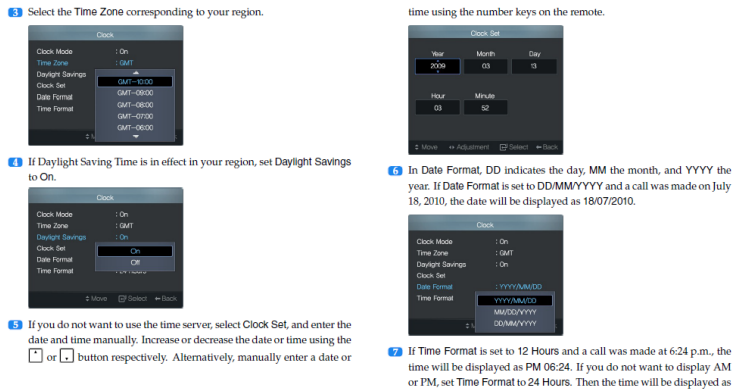 3 Select the Time Zone corresponding to your region.
Clock
Clock Mode : On
Time Zone : GMT
Daylight Savings
Clock Set
Date Format
Time Format
GMT-10:00
GMT-09:00
GMT-08:00
GMT-07:00
GMT-06:00
4 If Daylight Saving Time is in effect in your region, set Daylight Savings
to On.
Clock
Clock Mode : On
Time Zone : GMT
Daylight Savings : On
Clock Set
Date Format
Time Format
On
Off
Move Select Back
5 If you do not want to use the time server, select Clock Set, and enter the
date and time manually. Increase or decrease the date or time using the
or button respectively. Alternatively, manually enter a date or
time using the number keys on the remote.
Clock Set
Year Month Day
2009 03 13
Hour Minute
03 52
Move Adjustment Select Back
6 In Date Format, DD indicates the day, MM the month, and YYYY the
year. If Date Format is set to DD/MM/YYYY and a call was made on July
18, 2010, the date will be displayed as 18/07/2010.
Clock
Clock Mode : On
Time Zone : GMT
Daylight Savings : On
Clock Set
Date Format : YYYY/MM/DD
Time Format
YYYY/MM/DD
MM/DD/YYYY
DD/MM/YYYY
7 If Time Format is set to 12 Hours and a call was made at 6:24 p.m., the
time will be displayed as PM 06:24. If you do not want to display AM
or PM, set Time Format to 24 Hours. Then the time will be displayed as